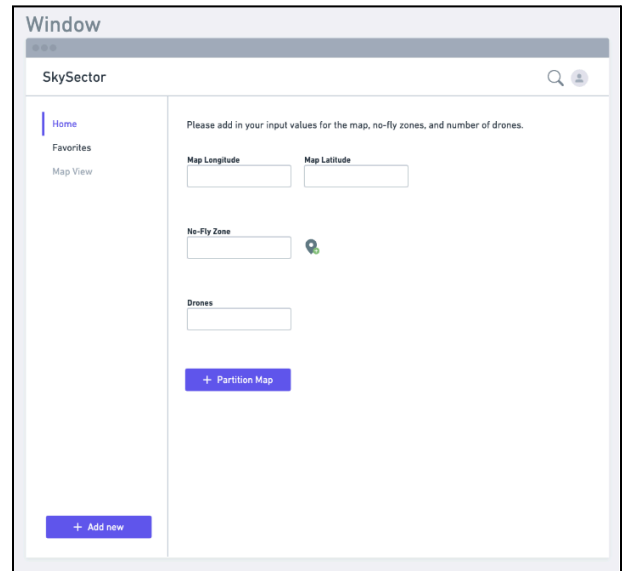 Window
SkySector
Home
Favorites
Map View
Please add in your input values for the map, no-fly zones, and number of drones.
Map Longitude Map Latitude
No-Fly Zone
Drones
+ Partition Map
+ Add new